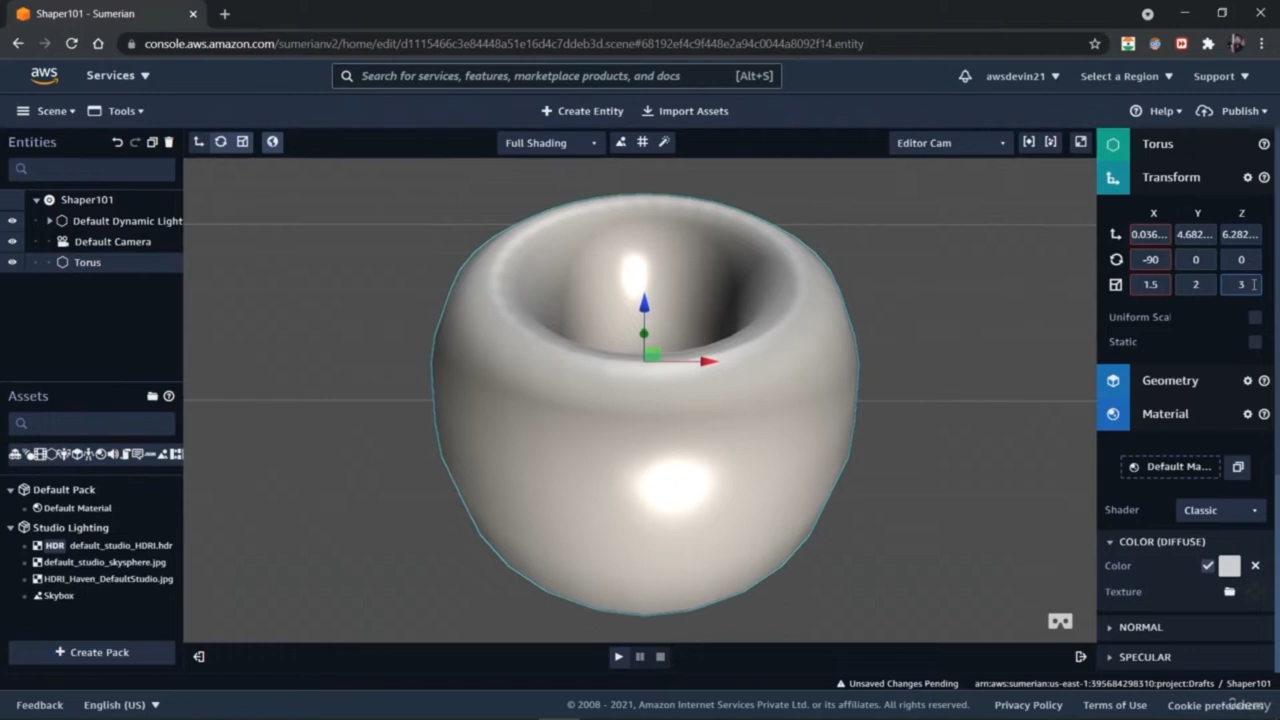 Shaper101 - Sumerian
console.aws.amazon.com/sumerianv2/home/edit/d1115466c3e84448a51e16d4c7ddeb3d.scene#68192ef4c9f448e2a94c0044a8092f14.entity
aws Services Search for services, features, marketplace products, and docs [Alt+S] awsdevin21 Select a Region Support
Scene Tools Create Entity Import Assets Help Publish
Entities Full Shading Editor Cam Torus
Transform
Shaper101
Default Dynamic Light
Default Camera
Torus
X Y Z
0.036... 4.682... 6.282...
-90 0 0
1.5 2 3
Uniform Scal
Static
Geometry
Assets
Material
Default Ma...
Default Pack
Default Material
Studio Lighting
HDR default_studio_HDRI.hdr
default_studio_skysphere.jpg
HDRI_Haven_DefaultStudio.jpg
Skybox
Shader Classic
COLOR (DIFFUSE)
Color
Texture
NORMAL
SPECULAR
Create Pack
Unsaved Changes Pending arn:aws:sumerian:us-east-1:395684298310:project:Drafts / Shaper101
Feedback English (US) © 2008 - 2021, Amazon Internet Services Private Ltd. or its affiliates. All rights reserved. Privacy Policy Terms of Use Cookie preferences
Udemy